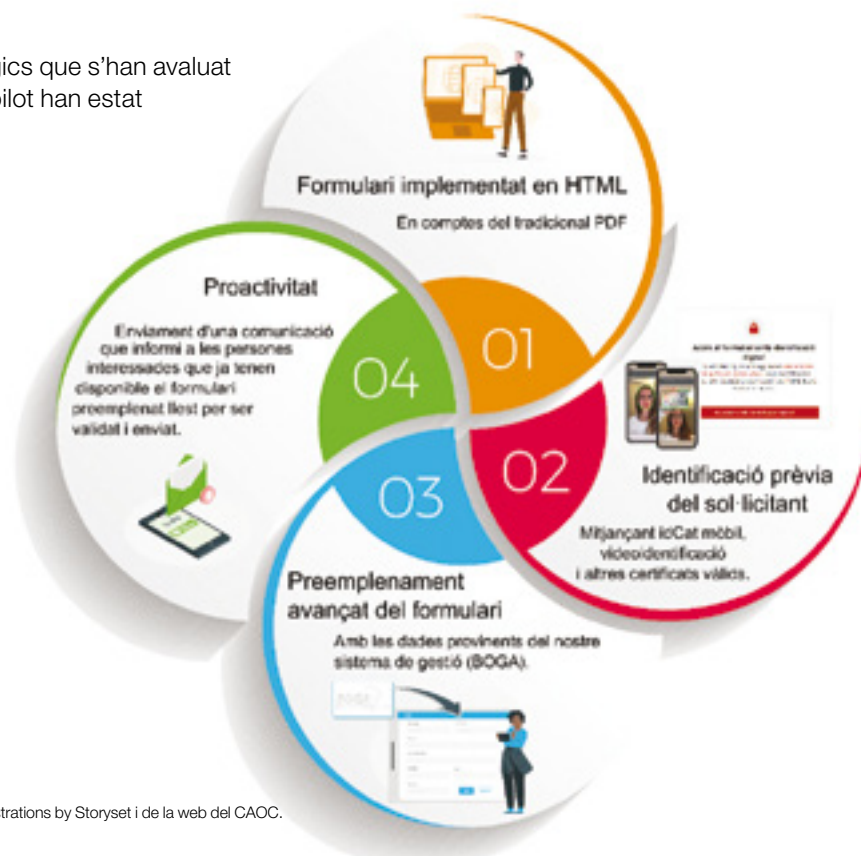 gics que s'han avaluat
pilot han estat
Formulari implementat en HTML
En comptes del tradicional PDF
01
Identificació prèvia
del sol·licitant
Mitjançant idCat mòbil,
videoidentificació
i altres certificats vàlids.
02
03
Preemplenament
avançat del formulari
Amb les dades provinents del nostre
sistema de gestió (BOGA).
04
Proactivitat
Enviament d'una comunicació
que informi a les persones
interessades que ja tenen
disponible el formulari
preemplenat llest per ser
validat i enviat.
strations by Storyset i de la web del CAOC.